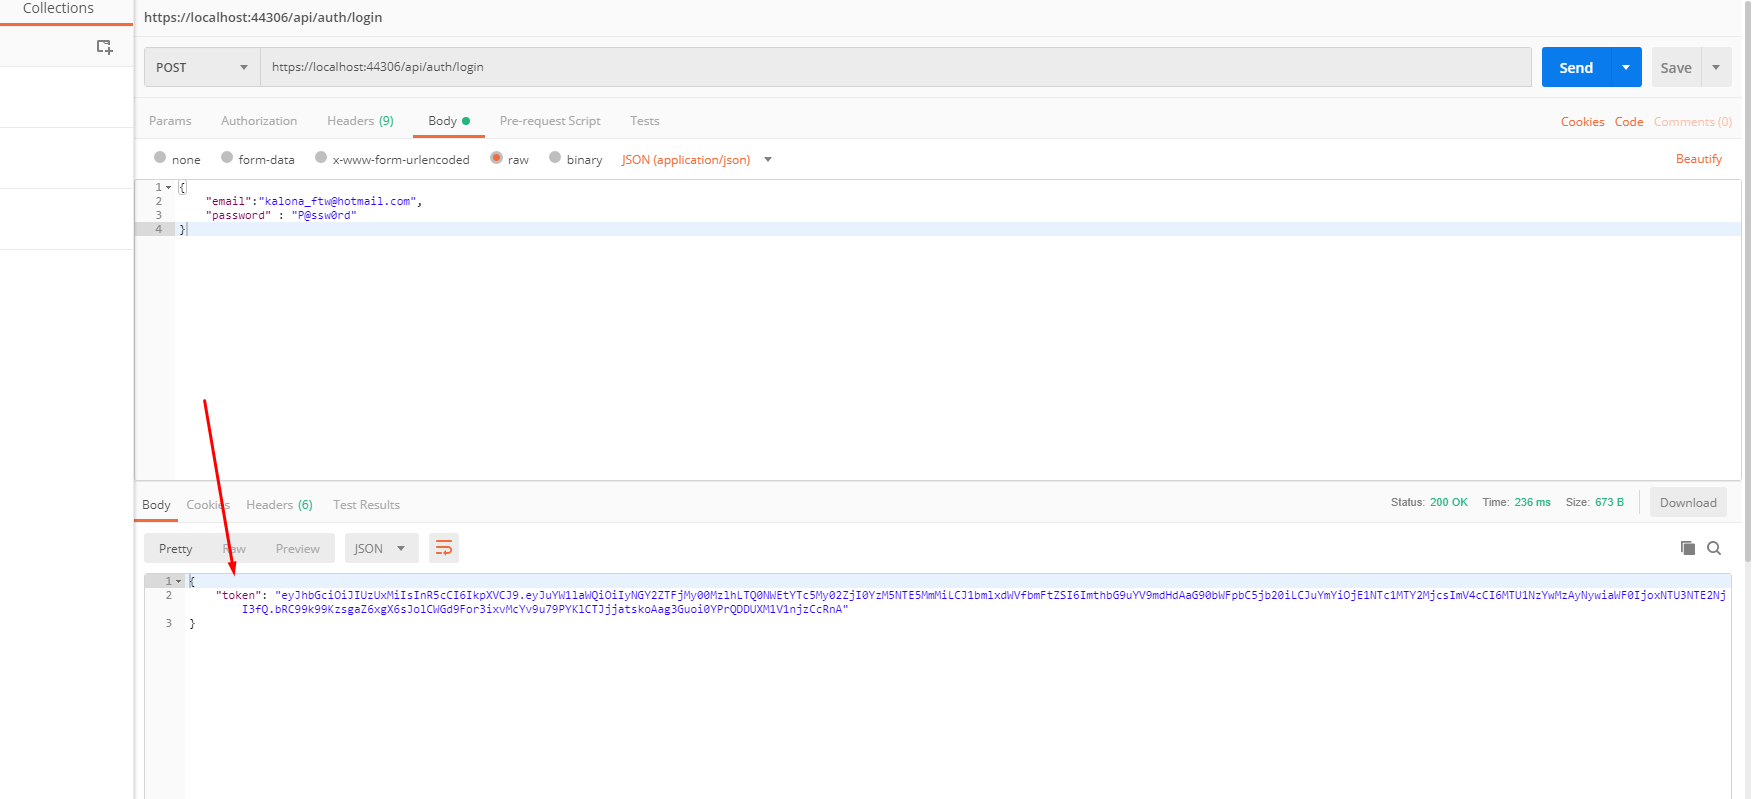 Collections
https://localhost:44306/api/auth/login
POST https://localhost:44306/api/auth/login Send Save
Params Authorization Headers (9) Body Pre-request Script Tests Cookies Code Comments (0)
none form-data x-www-form-urlencoded raw binary JSON (application/json) Beautify
1 {
2 "email":"kalona_ftw@hotmail.com",
3 "password" : "P@ssw0rd"
4 }
Body Cookies Headers (6) Test Results Status: 200 OK Time: 236 ms Size: 673 B Download
Pretty Raw Preview JSON
1 {
2 "token": "eyJhbGciOiJIUzUxMiIsInR5cCI6IkpXVCJ9.eyJuYW1laWQiOiIyNGY2ZTFjMy00MzlhLTQ0NWEtYTc5My02ZjI0YzM5NTE5MmMiLCJ1bmlxdWVfbmFtZSI6ImthbG9uYV9mdHdAaG90bWFpbC5jb20iLCJuYmYiOjE1NTc1MTY2MjcsImV4cCI6MTU1NzYwMzAyNywiaWF0IjoxNTU3NTE2Nj
I3fQ.bRC99k99KzsgaZ6xgX6sJolCWGd9For3ixvMcYv9u79PYKlCTJjjatskoAag3Guoi0YPrQDDUXM1V1njzCcRnA"
3 }